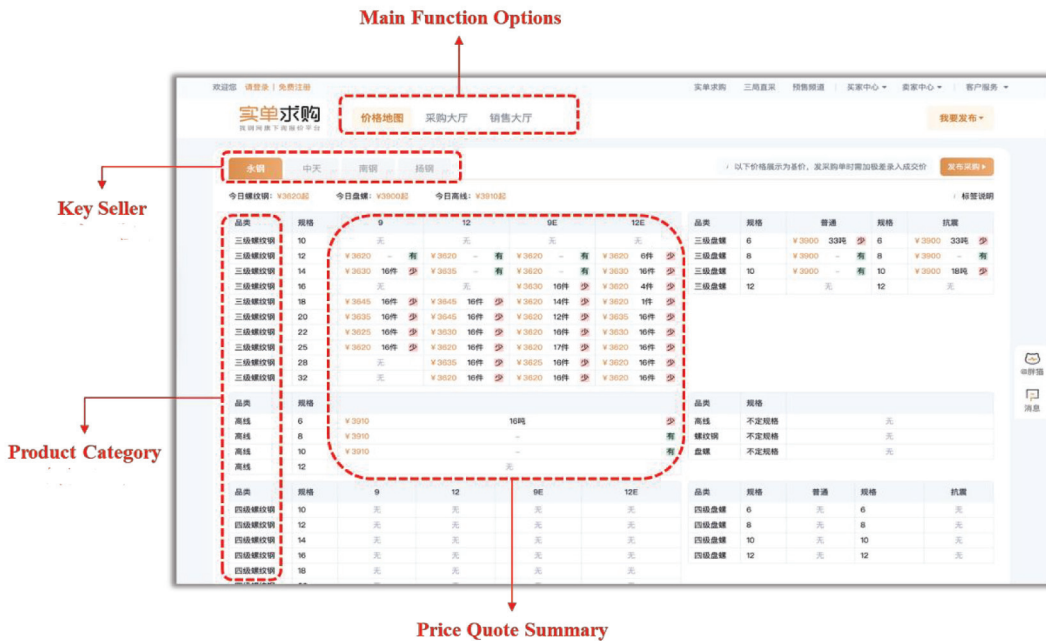 Main Function Options
欢迎您 请登录 | 免费注册 实单求购 三局直采 预售频道 买家中心 卖家中心 客户服务
实单求购 价格地图 采购大厅 销售大厅 我要发布
找钢网旗下现报价平台
永钢 中天 南钢 扬钢 以下价格展示为基价，发采购单时需加极差录入成交价 发布采购
Key Seller
今日螺纹钢：¥3620起 今日盘螺：¥3900起 今日高线：¥3910起 标签说明
品类 规格 9 12 9E 12E 品类 规格 普通 规格 抗震
三级螺纹钢 10 无 无 无 无 三级盘螺 6 ¥3900 33吨 少 6 ¥3900 33吨 少
三级螺纹钢 12 ¥3620 - 有 ¥3620 - 有 ¥3620 - 有 ¥3620 6件 少 三级盘螺 8 ¥3900 - 有 8 ¥3900 - 有
三级螺纹钢 14 ¥3630 16件 少 ¥3635 - 有 ¥3620 - 有 ¥3630 16件 少 三级盘螺 10 ¥3900 - 有 10 ¥3900 18吨 少
三级螺纹钢 16 无 无 ¥3630 16件 少 ¥3620 4件 少 三级盘螺 12 无 12 无
三级螺纹钢 18 ¥3645 16件 少 ¥3645 16件 少 ¥3620 14件 少 ¥3620 1件 少
三级螺纹钢 20 ¥3635 16件 少 ¥3645 16件 少 ¥3620 12件 少 ¥3635 16件 少
三级螺纹钢 22 ¥3625 16件 少 ¥3630 16件 少 ¥3620 16件 少 ¥3630 16件 少
三级螺纹钢 25 ¥3620 16件 少 ¥3620 16件 少 ¥3620 17件 少 ¥3620 16件 少
三级螺纹钢 28 无 ¥3635 16件 少 ¥3625 16件 少 ¥3620 16件 少
三级螺纹钢 32 无 ¥3620 16件 少 ¥3620 16件 少 ¥3620 16件 少
@胖猫
消息
品类 规格 品类 规格
高线 6 ¥3910 16吨 少 高线 不定规格 无
高线 8 ¥3910 - 有 螺纹钢 不定规格 无
高线 10 ¥3910 - 有 盘螺 不定规格 无
高线 12 无
Product Category
品类 规格 9 12 9E 12E 品类 规格 普通 规格 抗震
四级螺纹钢 10 无 无 无 无 四级盘螺 6 无 6 无
四级螺纹钢 12 无 无 无 无 四级盘螺 8 无 8 无
四级螺纹钢 14 无 无 无 无 四级盘螺 10 无 10 无
四级螺纹钢 16 无 无 无 无 四级盘螺 12 无 12 无
四级螺纹钢 18 无 无 无 无
Price Quote Summary